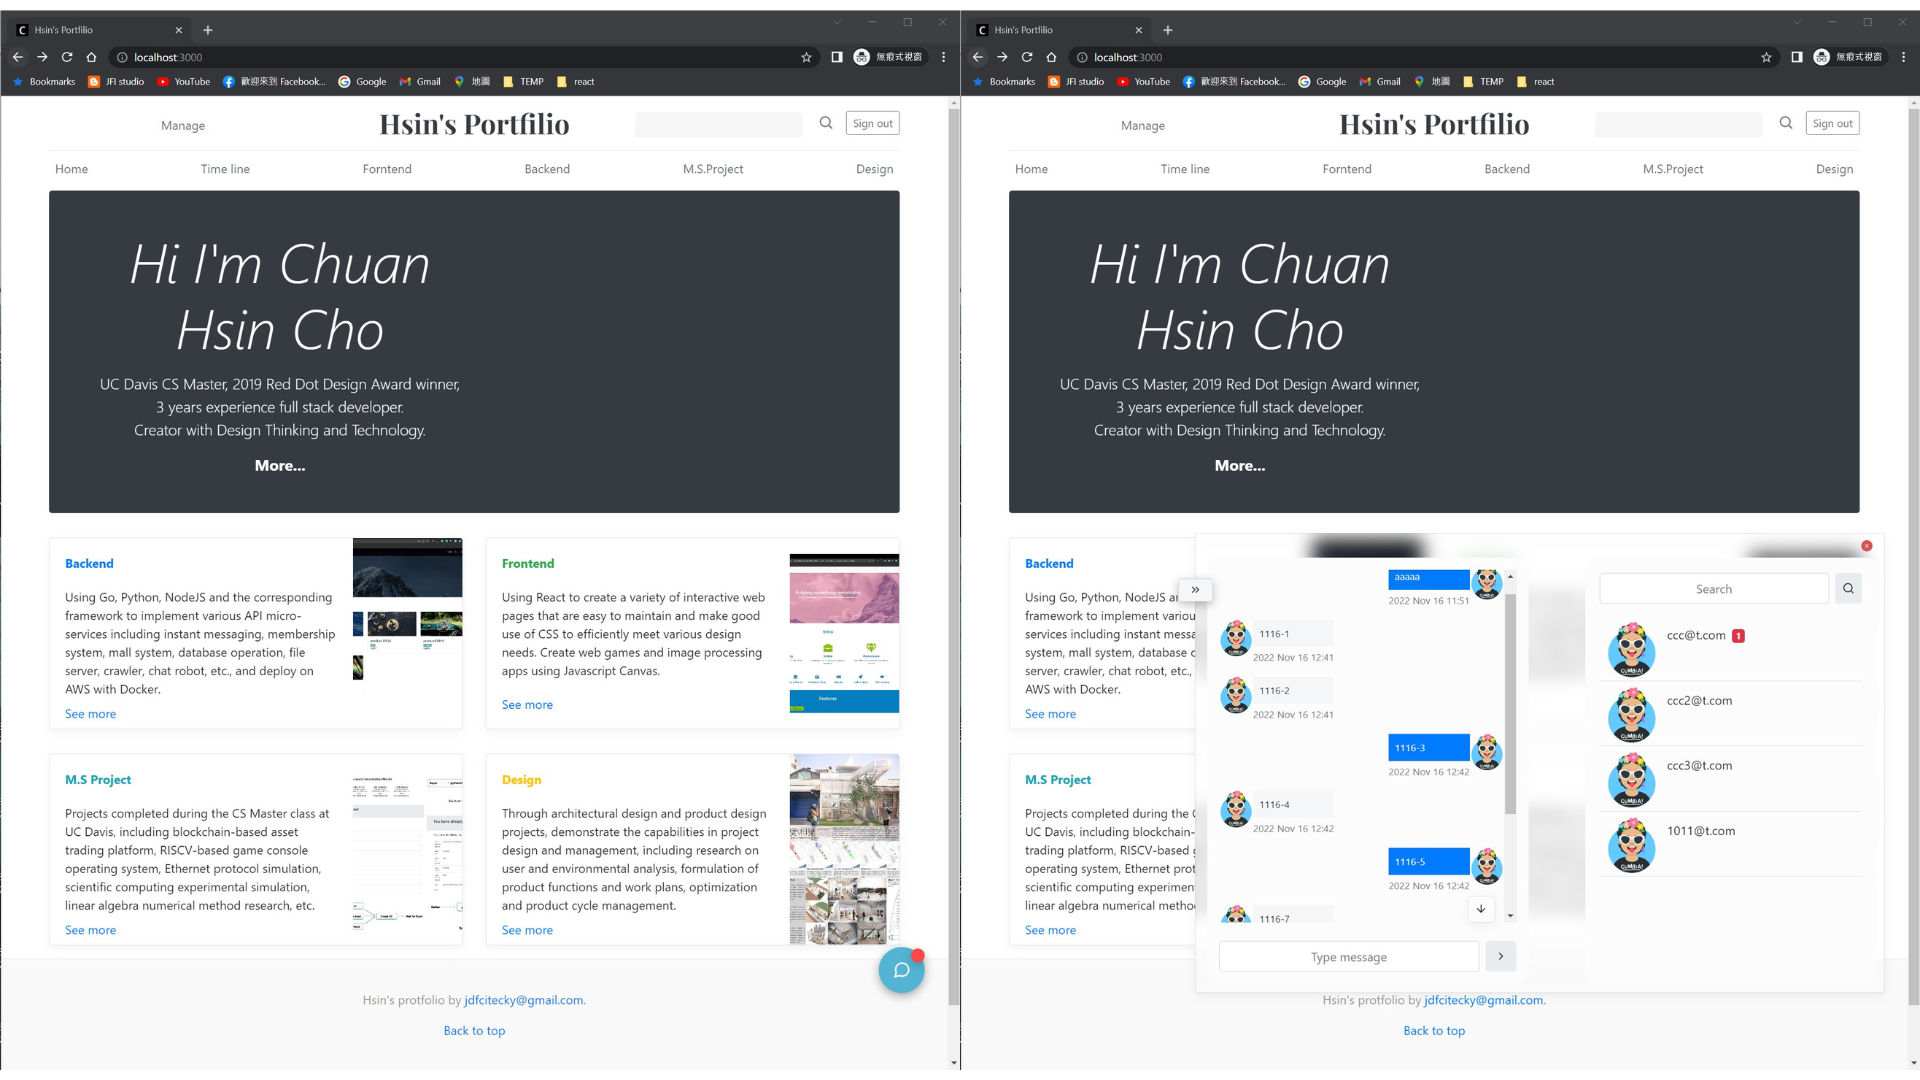 Hsin's Portfilio
localhost:3000
無痕式視窗
Bookmarks JFI studio YouTube 歡迎來到 Facebook... Google Gmail 地圖 TEMP react
Manage
Hsin's Portfilio
Sign out
Home Time line Forntend Backend M.S.Project Design
Hi I'm Chuan
Hsin Cho
UC Davis CS Master, 2019 Red Dot Design Award winner,
3 years experience full stack developer.
Creator with Design Thinking and Technology.
More...
Backend
Using Go, Python, NodeJS and the corresponding
framework to implement various API micro-
services including instant messaging, membership
system, mall system, database operation, file
server, crawler, chat robot, etc., and deploy on
AWS with Docker.
See more
Frontend
Using React to create a variety of interactive web
pages that are easy to maintain and make good
use of CSS to efficiently meet various design
needs. Create web games and image processing
apps using Javascript Canvas.
See more
Features
M.S Project
Projects completed during the CS Master class at
UC Davis, including blockchain-based asset
trading platform, RISCV-based game console
operating system, Ethernet protocol simulation,
scientific computing experimental simulation,
linear algebra numerical method research, etc.
See more
Design
Through architectural design and product design
projects, demonstrate the capabilities in project
design and management, including research on
user and environmental analysis, formulation of
product functions and work plans, optimization
and product cycle management.
See more
Hsin's protfolio by jdfcitecky@gmail.com.
Back to top
Hsin's Portfilio
localhost:3000
無痕式視窗
Bookmarks JFI studio YouTube 歡迎來到 Facebook... Google Gmail 地圖 TEMP react
Manage
Hsin's Portfilio
Sign out
Home Time line Forntend Backend M.S.Project Design
Hi I'm Chuan
Hsin Cho
UC Davis CS Master, 2019 Red Dot Design Award winner,
3 years experience full stack developer.
Creator with Design Thinking and Technology.
More...
Backend
Using Go, Python, NodeJS
framework to implement
services including instant
system, mall system, database
server, crawler, chat robot, etc.,
AWS with Docker.
See more
M.S Project
Projects completed during the
UC Davis, including blockchain-
trading platform, RISCV-based
operating system, Ethernet
scientific computing
linear algebra numerical
See more
aaaaa
2022 Nov 16 11:51
1116-1
2022 Nov 16 12:41
1116-2
2022 Nov 16 12:41
1116-3
2022 Nov 16 12:42
1116-4
2022 Nov 16 12:42
1116-5
2022 Nov 16 12:42
1116-7
Type message
Search
ccc@t.com 1
ccc2@t.com
ccc3@t.com
1011@t.com
Hsin's protfolio by jdfcitecky@gmail.com.
Back to top